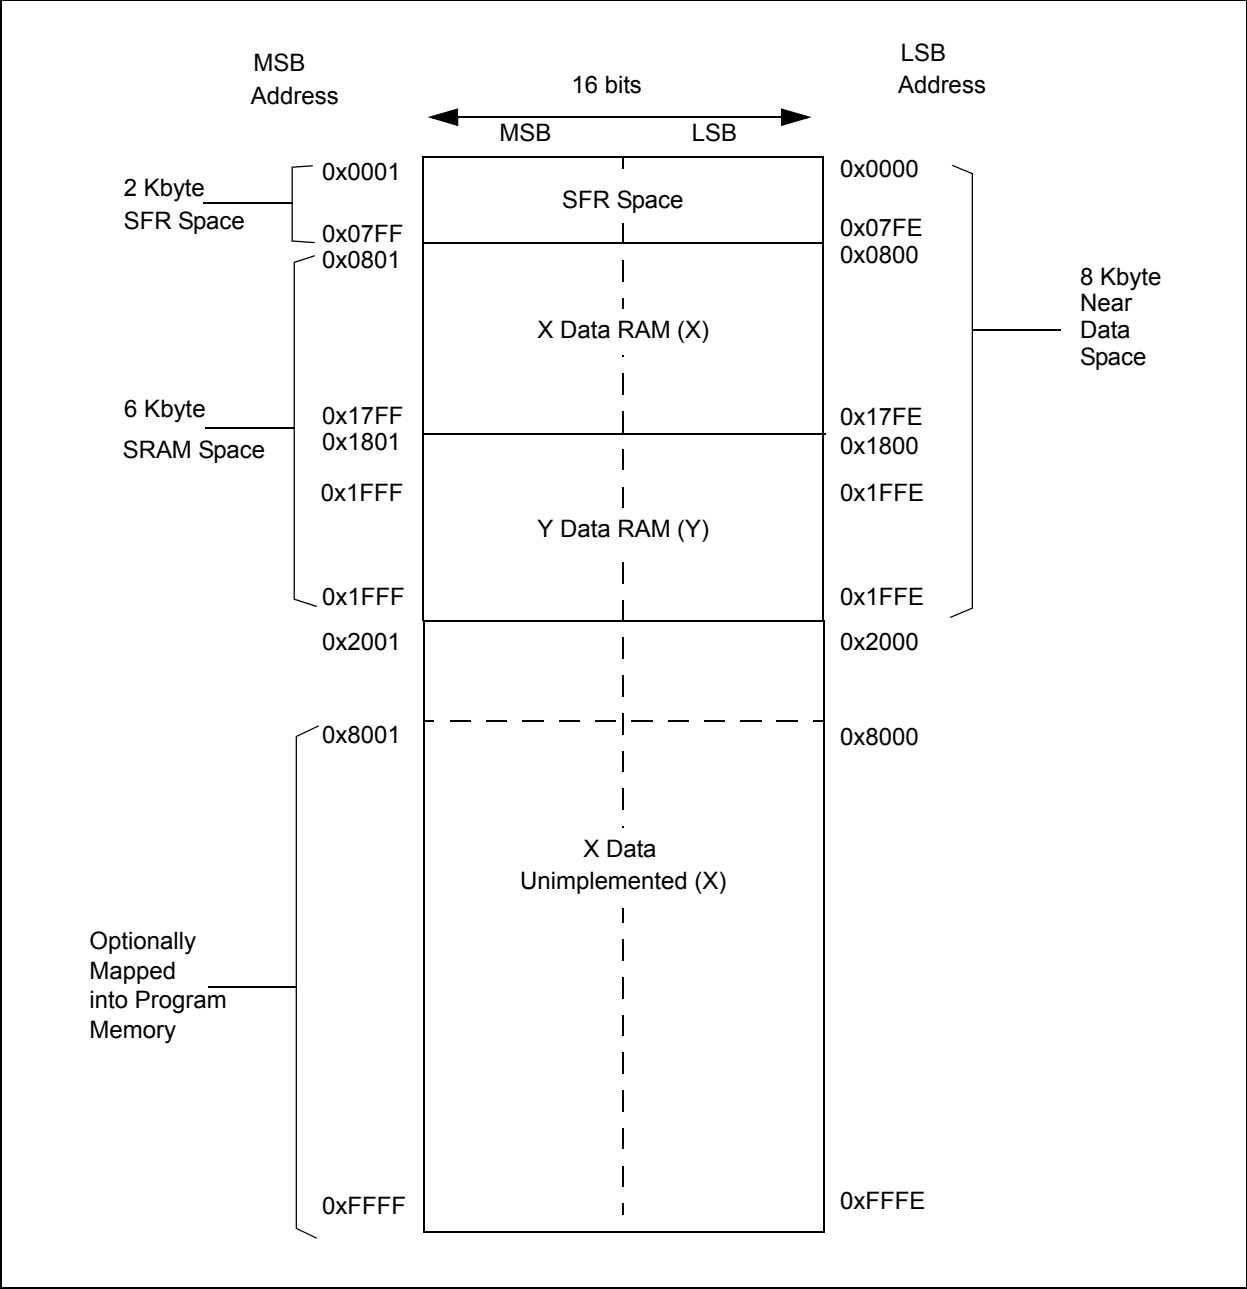 MSB
Address
16 bits
LSB
Address
MSB
LSB
0x0001
0x0000
2 Kbyte
SFR Space
SFR Space
0x07FF
0x07FE
0x0801
0x0800
8 Kbyte
Near
Data
Space
X Data RAM (X)
6 Kbyte
SRAM Space
0x17FF
0x17FE
0x1801
0x1800
0x1FFF
0x1FFE
Y Data RAM (Y)
0x1FFF
0x1FFE
0x2001
0x2000
0x8001
0x8000
X Data
Unimplemented (X)
Optionally
Mapped
into Program
Memory
0xFFFF
0xFFFE